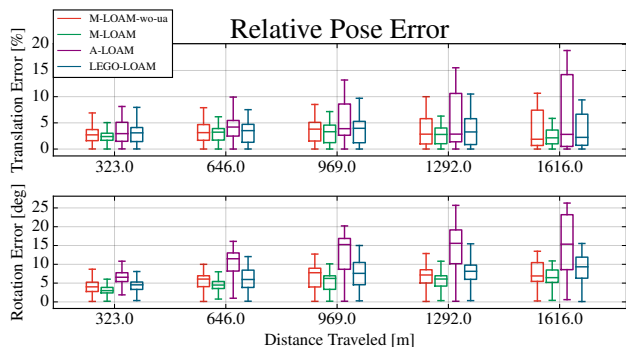 Relative Pose Error
M-LOAM-wo-ua
M-LOAM
A-LOAM
LEGO-LOAM
Translation Error [%]
20
15
10
5
0
323.0 646.0 969.0 1292.0 1616.0
Rotation Error [deg]
25
20
15
10
5
0
323.0 646.0 969.0 1292.0 1616.0
Distance Traveled [m]